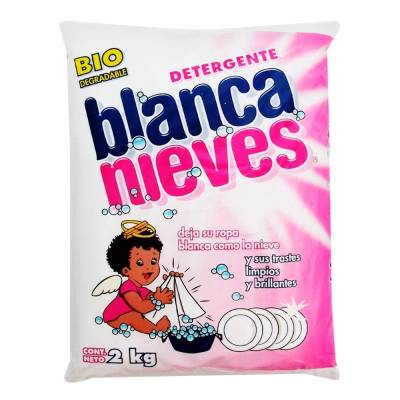 BIO
DEGRADABLE
DETERGENTE
blanca
nieves®
deja su ropa
blanca como la nieve
y sus trastes
limpios
y brillantes
CONT.
NETO 2 kg